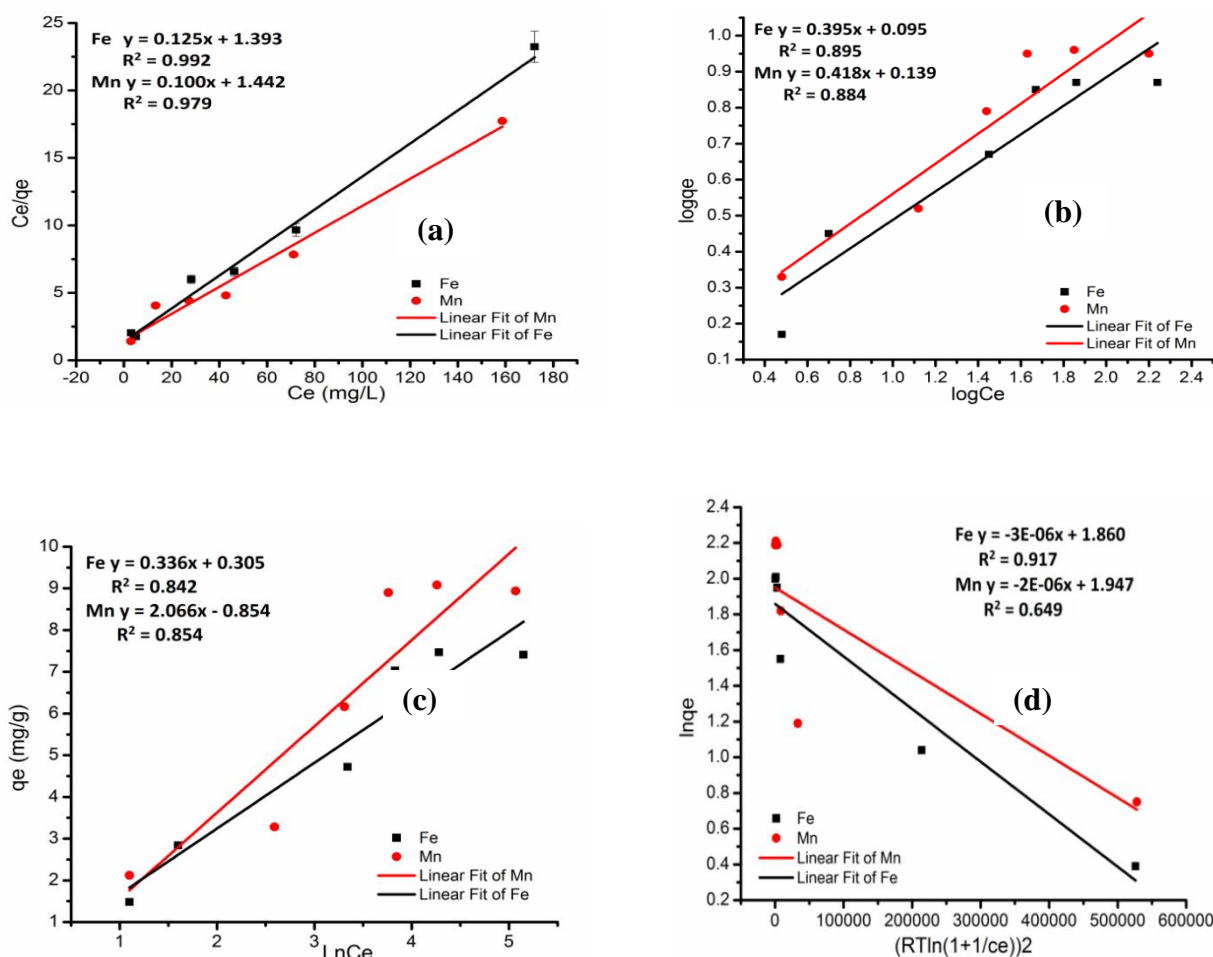 25
20
15
10
5
0
Ce/qe
Fe y = 0.125x + 1.393
R² = 0.992
Mn y = 0.100x + 1.442
R² = 0.979
(a)
Fe
Mn
Linear Fit of Mn
Linear Fit of Fe
-20 0 20 40 60 80 100 120 140 160 180
Ce (mg/L)
1.0
0.9
0.8
0.7
0.6
0.5
0.4
0.3
0.2
0.1
logqe
Fe y = 0.395x + 0.095
R² = 0.895
Mn y = 0.418x + 0.139
R² = 0.884
(b)
Fe
Mn
Linear Fit of Fe
Linear Fit of Mn
0.4 0.6 0.8 1.0 1.2 1.4 1.6 1.8 2.0 2.2 2.4
logCe
10
9
8
7
6
5
4
3
2
1
qe (mg/g)
Fe y = 0.336x + 0.305
R² = 0.842
Mn y = 2.066x - 0.854
R² = 0.854
(c)
Fe
Mn
Linear Fit of Mn
Linear Fit of Fe
1 2 3 4 5
LnCe
2.4
2.2
2.0
1.8
1.6
1.4
1.2
1.0
0.8
0.6
0.4
0.2
lnqe
Fe y = -3E-06x + 1.860
R² = 0.917
Mn y = -2E-06x + 1.947
R² = 0.649
(d)
Fe
Mn
Linear Fit of Mn
Linear Fit of Fe
0 100000 200000 300000 400000 500000 600000
(RTln(1+1/ce))2